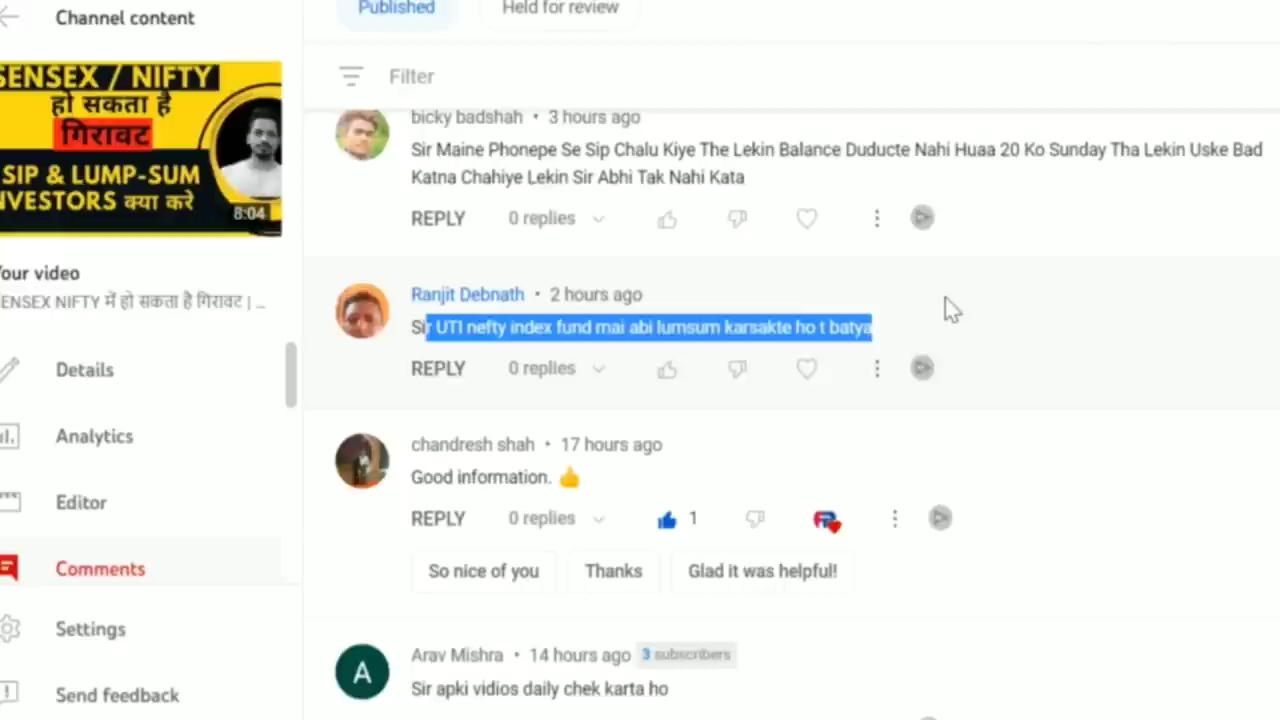 Channel content
SENSEX / NIFTY
हो सकता है
गिरावट
SIP & LUMP-SUM
INVESTORS क्या करे
8:04
Your video
SENSEX NIFTY में हो सकता है गिरावट | ...
Details
Analytics
Editor
Comments
Settings
Send feedback
Published
Held for review
Filter
bicky badshah • 3 hours ago
Sir Maine Phonepe Se Sip Chalu Kiye The Lekin Balance Duducte Nahi Huaa 20 Ko Sunday Tha Lekin Uske Bad
Katna Chahiye Lekin Sir Abhi Tak Nahi Kata
REPLY 0 replies
Ranjit Debnath • 2 hours ago
Sir UTI nefty index fund mai abi lumsum karsakte ho t batya
REPLY 0 replies
chandresh shah • 17 hours ago
Good information. 👍
REPLY 0 replies 1
So nice of you Thanks Glad it was helpful!
A
Arav Mishra • 14 hours ago 3 subscribers
Sir apki vidios daily chek karta ho